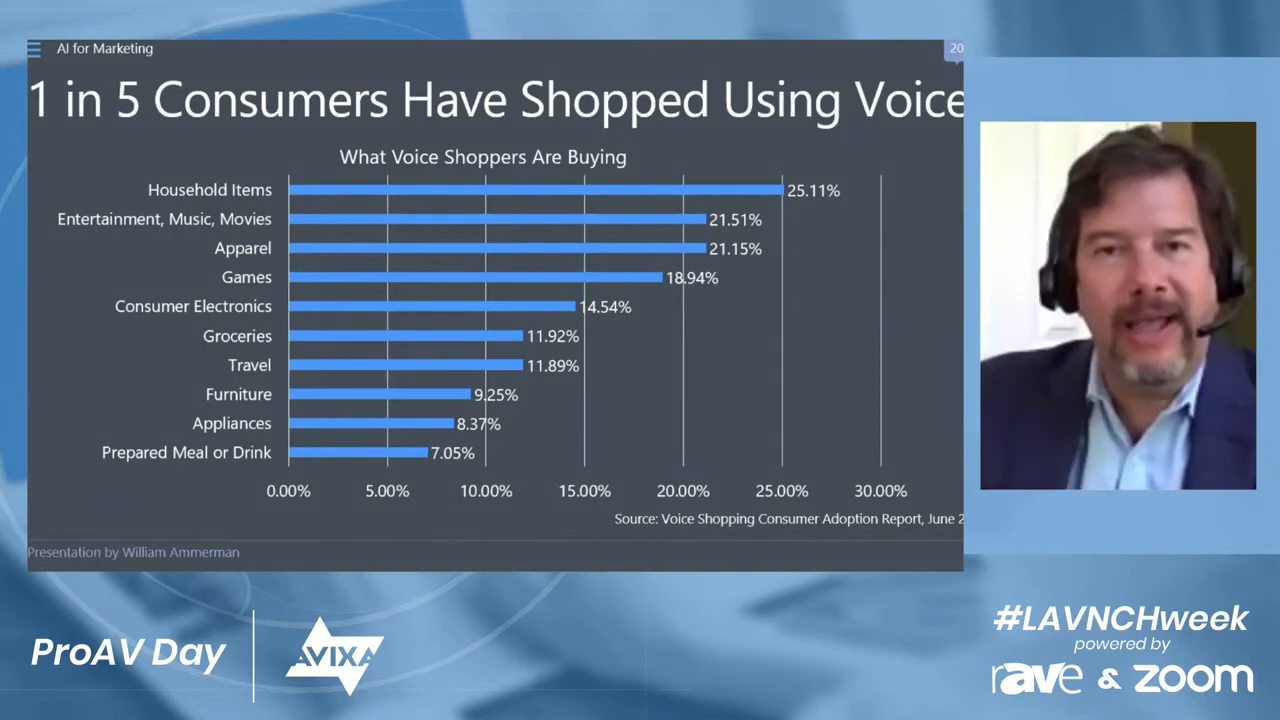 AI for Marketing
20
1 in 5 Consumers Have Shopped Using Voice
What Voice Shoppers Are Buying
Household Items 25.11%
Entertainment, Music, Movies 21.51%
Apparel 21.15%
Games 18.94%
Consumer Electronics 14.54%
Groceries 11.92%
Travel 11.89%
Furniture 9.25%
Appliances 8.37%
Prepared Meal or Drink 7.05%
0.00% 5.00% 10.00% 15.00% 20.00% 25.00% 30.00%
Source: Voice Shopping Consumer Adoption Report, June 2
Presentation by William Ammerman
ProAV Day
AVIXA
#LAVNCHweek
powered by
rave & zoom